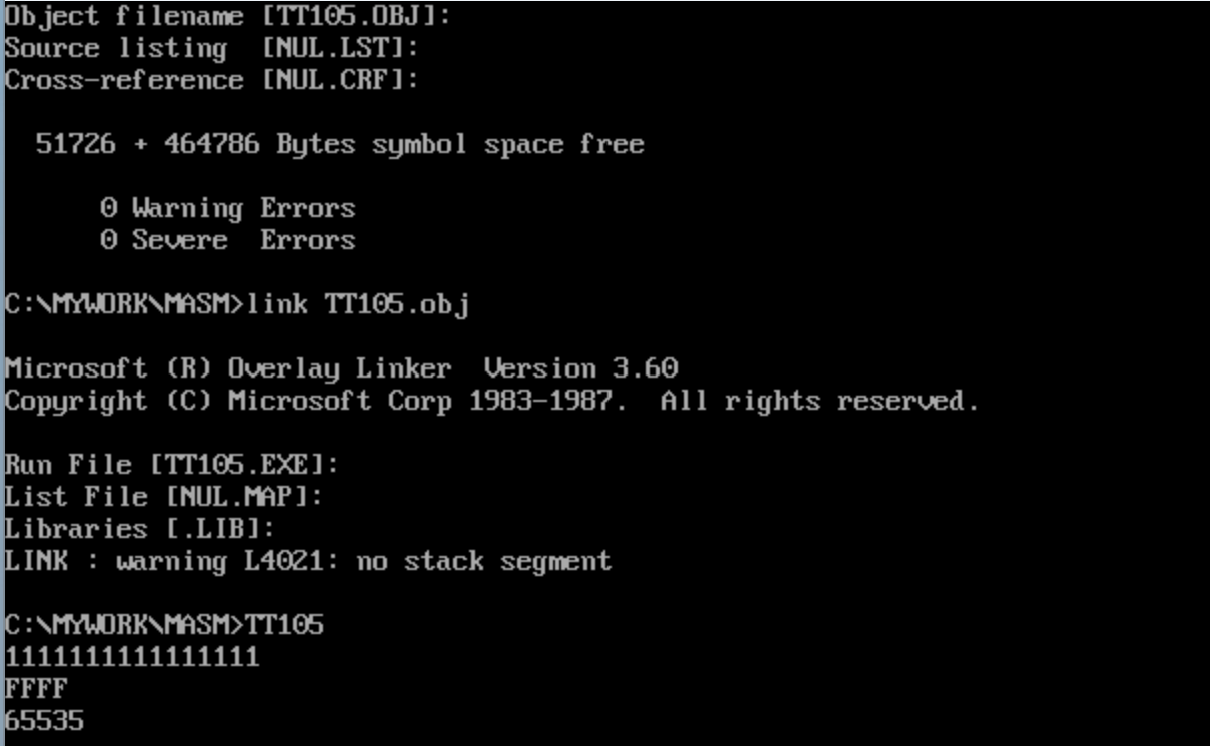 Object filename [TT105.OBJ]:
Source listing  [NUL.LST]:
Cross-reference [NUL.CRF]:
51726 + 464786 Bytes symbol space free
0 Warning Errors
0 Severe  Errors
C:\MYWORK\MASM>link TT105.obj
Microsoft (R) Overlay Linker  Version 3.60
Copyright (C) Microsoft Corp 1983-1987.  All rights reserved.
Run File [TT105.EXE]:
List File [NUL.MAP]:
Libraries [.LIB]:
LINK : warning L4021: no stack segment
C:\MYWORK\MASM>TT105
1111111111111111
FFFF
65535